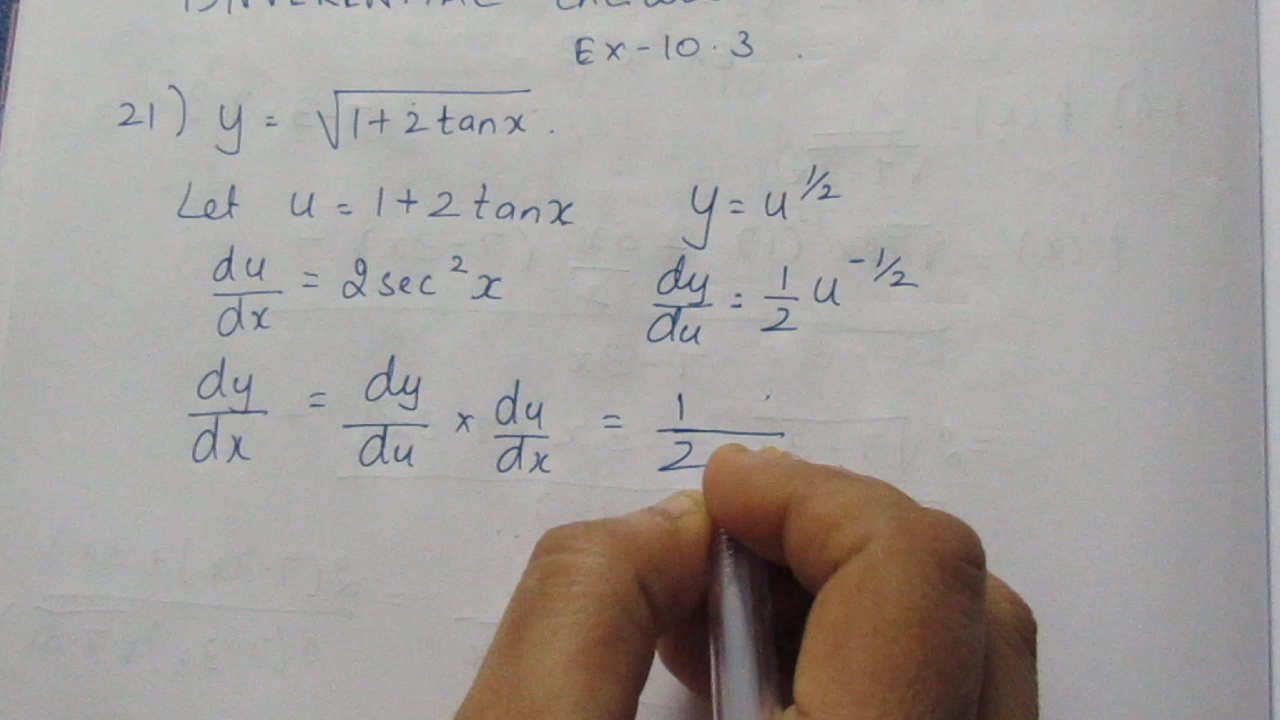 Ex-10.3.
21) y = √1+2tanx.
Let u = 1+2tanx y = u^1/2
du/dx = 2sec²x dy/du = 1/2 u^-1/2
dy/dx = dy/du × du/dx = 1/2